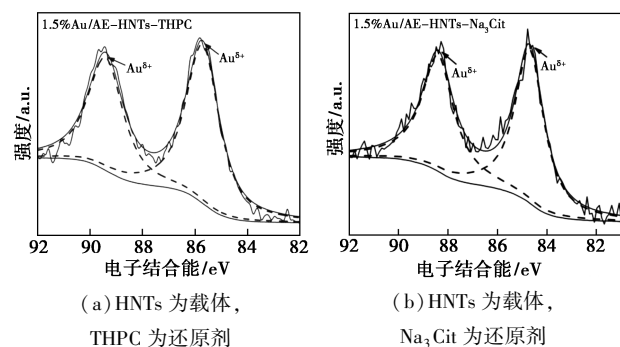 1.5%Au/AE-HNTs-THPC
Au^δ+
Au^δ+
强度/a.u.
92 90 88 86 84 82
电子结合能/eV
(a)HNTs 为载体，
THPC 为还原剂
1.5%Au/AE-HNTs-Na₃Cit
Au^δ+
Au^δ+
强度/a.u.
92 90 88 86 84 82
电子结合能/eV
(b)HNTs 为载体，
Na₃Cit 为还原剂